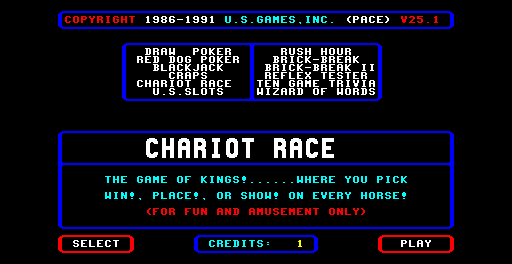 COPYRIGHT 1986-1991 U.S.GAMES,INC. (PACE) V25.1
DRAW POKER
RED DOG POKER
BLACKJACK
CRAPS
CHARIOT RACE
U.S.SLOTS
RUSH HOUR
BRICK-BREAK
BRICK-BREAK II
REFLEX TESTER
TEN GAME TRIVIA
WIZARD OF WORDS
CHARIOT RACE
THE GAME OF KINGS!......WHERE YOU PICK
WIN!, PLACE!, OR SHOW! ON EVERY HORSE!
(FOR FUN AND AMUSEMENT ONLY)
SELECT
CREDITS: 1
PLAY